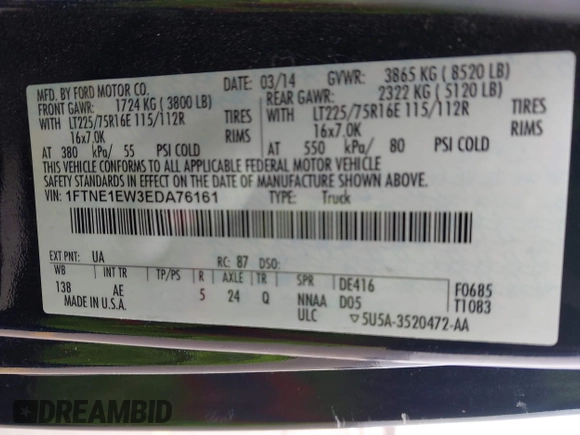 MFD. BY FORD MOTOR CO.
DATE: 03/14 GVWR: 3865 KG ( 8520 LB)
FRONT GAWR: 1724 KG ( 3800 LB) REAR GAWR: 2322 KG ( 5120 LB)
WITH LT225/75R16E 115/112R TIRES WITH LT225/75R16E 115/112R TIRES
16x7.0K RIMS 16x7.0K RIMS
AT 380 kPa/ 55 PSI COLD AT 550 kPa/ 80 PSI COLD
THIS VEHICLE CONFORMS TO ALL APPLICABLE FEDERAL MOTOR VEHICLE
SAFETY STANDARDS IN EFFECT ON THE DATE OF MANUFACTURE SHOWN ABOVE.
VIN: 1FTNE1EW3EDA76161 TYPE: Truck
EXT PNT: UA RC: 87 DSO:
WB INT TR TP/PS R AXLE TR SPR DE416 F0685
138 AE 5 24 Q NNAA D05 T1083
MADE IN U.S.A. ULC ▽5U5A-3520472-AA
DREAMBID